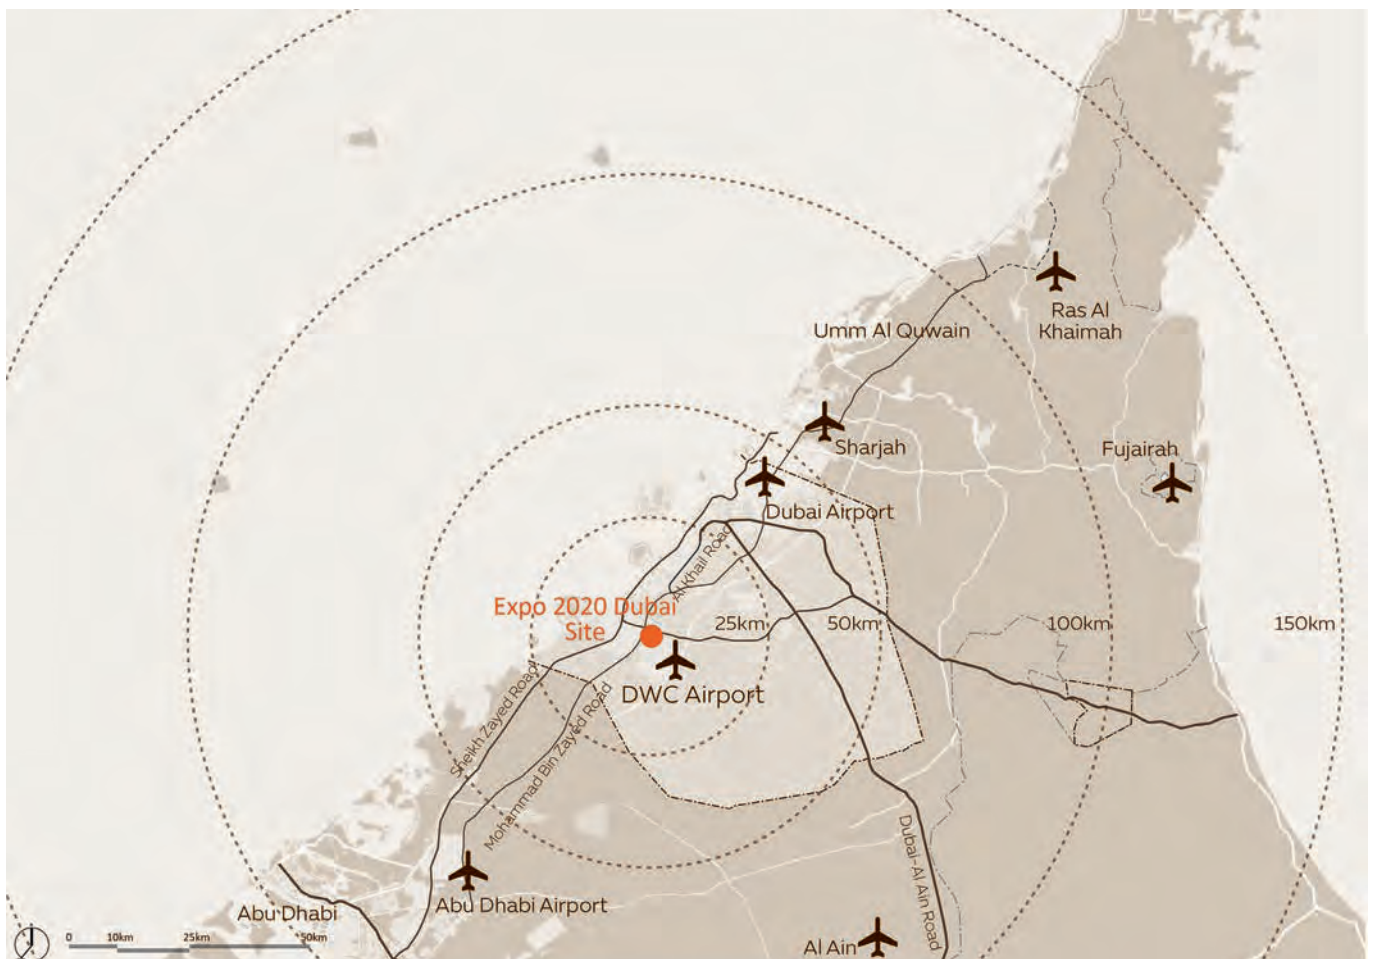 Ras Al
Khaimah
Umm Al Quwain
Sharjah
Fujairah
Dubai Airport
Al Khail Road
Expo 2020 Dubai
Site
25km
50km
100km
150km
DWC Airport
Sheikh Zayed Road
Mohammad Bin Zayed Road
Dubai-Al Ain Road
Abu Dhabi Airport
Abu Dhabi
Al Ain
0
10km
25km
50km